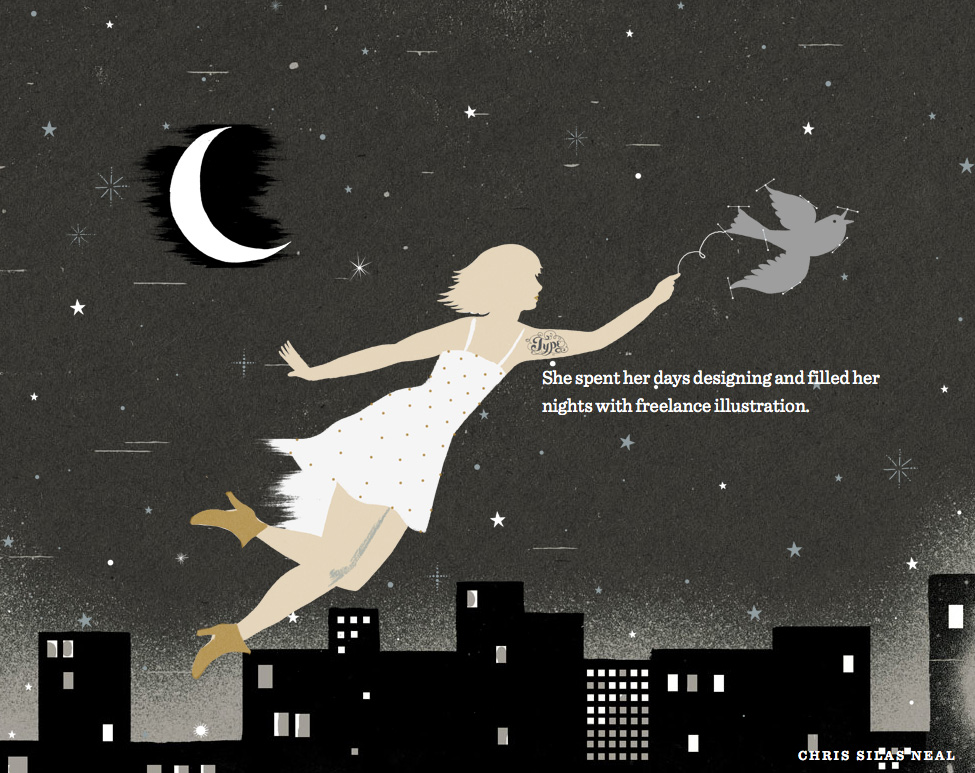 Type
She spent her days designing and filled her
nights with freelance illustration.
CHRIS SILAS NEAL